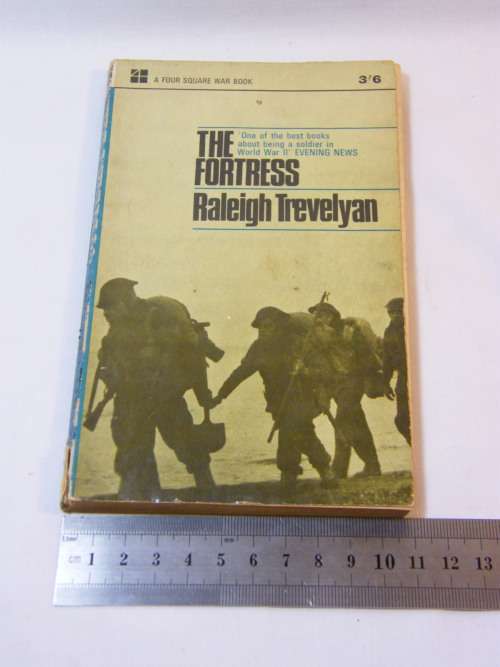 A FOUR SQUARE WAR BOOK 3/6
THE
FORTRESS
'One of the best books
about being a soldier in
World War II' EVENING NEWS
Raleigh Trevelyan
cm 1 2 3 4 5 6 7 8 9 10 11 12 13